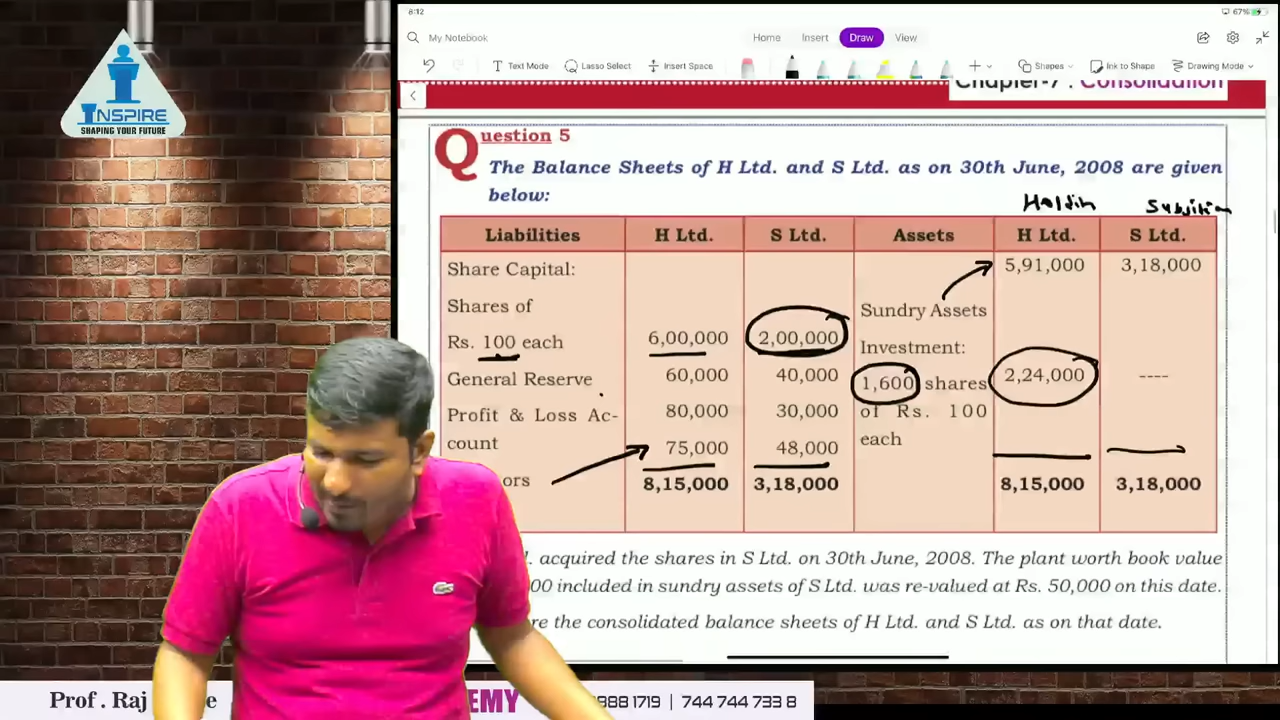 8:12
67%
My Notebook
Home Insert Draw View
Text Mode Lasso Select Insert Space Shapes Ink to Shape Drawing Mode
INSPIRE
SHAPING YOUR FUTURE
Chapter-7 : Consolidation
Question 5
The Balance Sheets of H Ltd. and S Ltd. as on 30th June, 2008 are given
below:
Liabilities H Ltd. S Ltd. Assets H Ltd. S Ltd.
Share Capital: 5,91,000 3,18,000
Shares of Sundry Assets
Rs. 100 each 6,00,000 2,00,000 Investment:
General Reserve 60,000 40,000 1,600 shares 2,24,000 ----
Profit & Loss Ac- 80,000 30,000 of Rs. 100
count 75,000 48,000 each
ors 8,15,000 3,18,000 8,15,000 3,18,000
. acquired the shares in S Ltd. on 30th June, 2008. The plant worth book value
00 included in sundry assets of S Ltd. was re-valued at Rs. 50,000 on this date.
re the consolidated balance sheets of H Ltd. and S Ltd. as on that date.
Prof . Raj EMY 988 1719 | 744 744 733 8